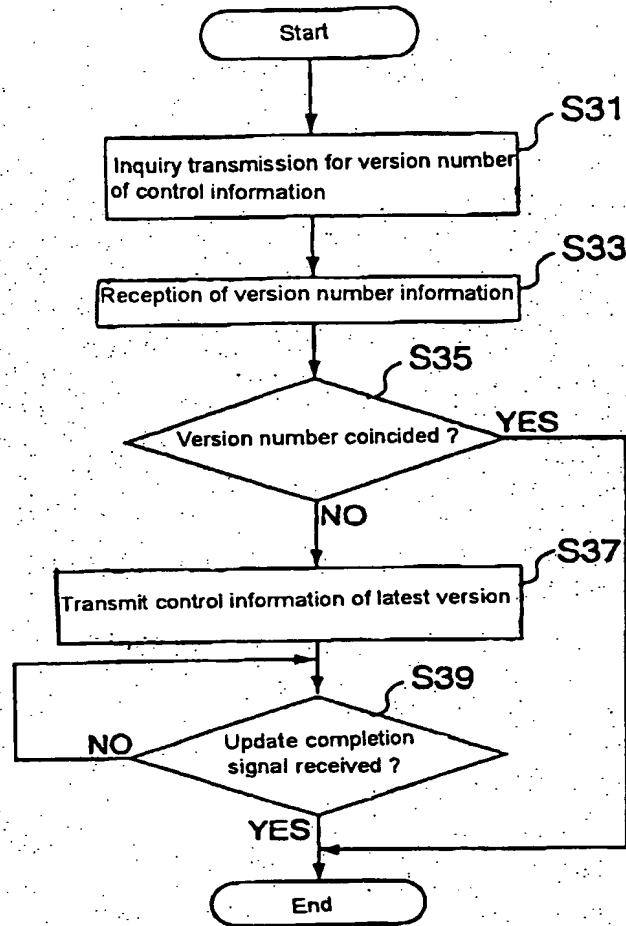 Start
S31
Inquiry transmission for version number
of control information
S33
Reception of version number information
S35
Version number coincided ?
YES
NO
S37
Transmit control information of latest version
S39
NO
Update completion
signal received ?
YES
End